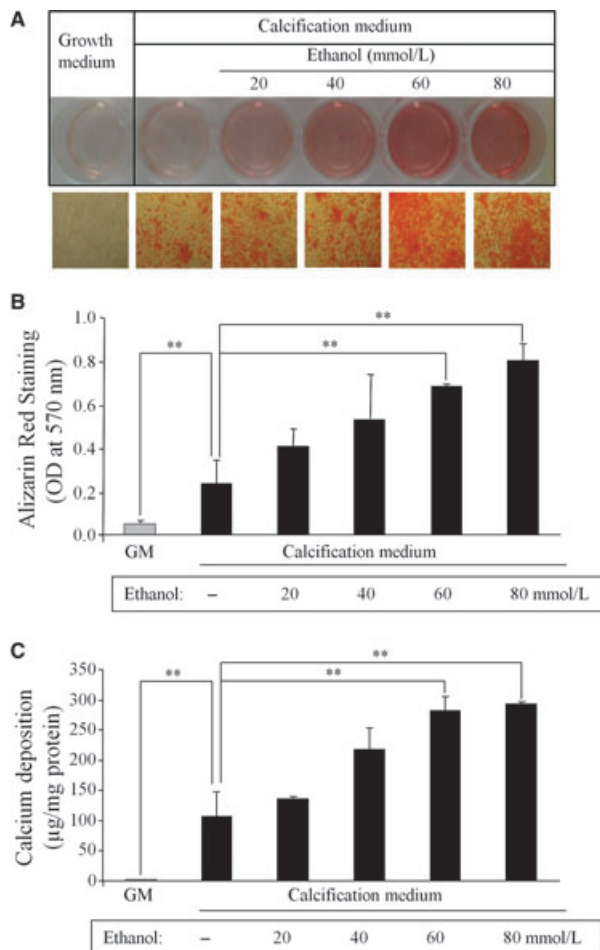 A
Growth medium
Calcification medium
Ethanol (mmol/L)
20 40 60 80
B
Alizarin Red Staining
(OD at 570 nm)
1.0
0.8
0.6
0.4
0.2
0.0
**
**
**
GM
Calcification medium
Ethanol: – 20 40 60 80 mmol/L
C
Calcium deposition
(µg/mg protein)
350
300
250
200
150
100
50
0
**
**
**
GM
Calcification medium
Ethanol: – 20 40 60 80 mmol/L